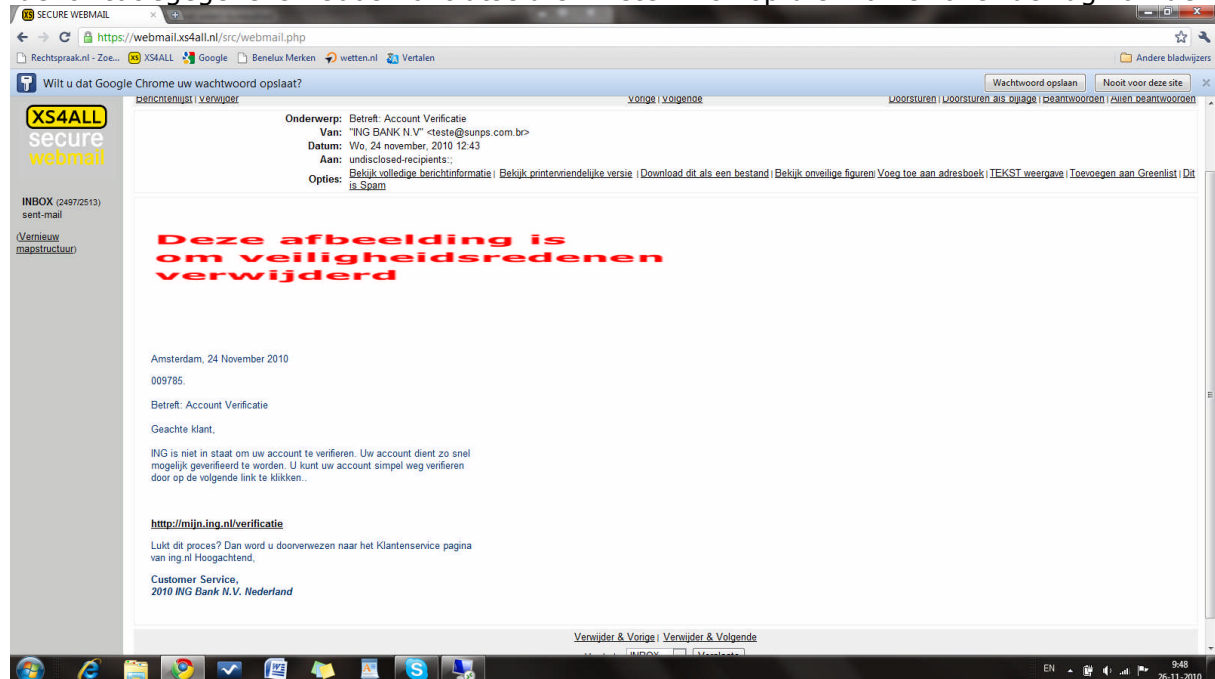 SECURE WEBMAIL
https://webmail.xs4all.nl/src/webmail.php
Rechtspraak.nl - Zoe... XS4ALL Google Benelux Merken wetten.nl Vertalen Andere bladwijzers
Wilt u dat Google Chrome uw wachtwoord opslaat? Wachtwoord opslaan Nooit voor deze site
Berichtenlijst | Verwijder Vorige | Volgende Doorsturen | Doorsturen als bijlage | Beantwoorden | Allen beantwoorden
XS4ALL
secure
webmail
INBOX (2497/2513)
sent-mail
(Vernieuw
mapstructuur)
Onderwerp: Betreft: Account Verificatie
Van: "ING BANK N.V" <teste@sunps.com.br>
Datum: Wo, 24 november, 2010 12:43
Aan: undisclosed-recipients:;
Opties: Bekijk volledige berichtinformatie | Bekijk printervriendelijke versie | Download dit als een bestand | Bekijk onveilige figuren | Voeg toe aan adresboek | TEKST weergave | Toevoegen aan Greenlist | Dit
is Spam
Deze afbeelding is
om veiligheidsredenen
verwijderd
Amsterdam, 24 November 2010
009785.
Betreft: Account Verificatie
Geachte klant,
ING is niet in staat om uw account te verifieren. Uw account dient zo snel
mogelijk geverifieerd te worden. U kunt uw account simpel weg verifieren
door op de volgende link te klikken..
htttp://mijn.ing.nl/verificatie
Lukt dit proces? Dan word u doorverwezen naar het Klantenservice pagina
van ing.nl Hoogachtend,
Customer Service,
2010 ING Bank N.V. Nederland
Verwijder & Vorige | Verwijder & Volgende
INBOX
EN 9:48
26-11-2010